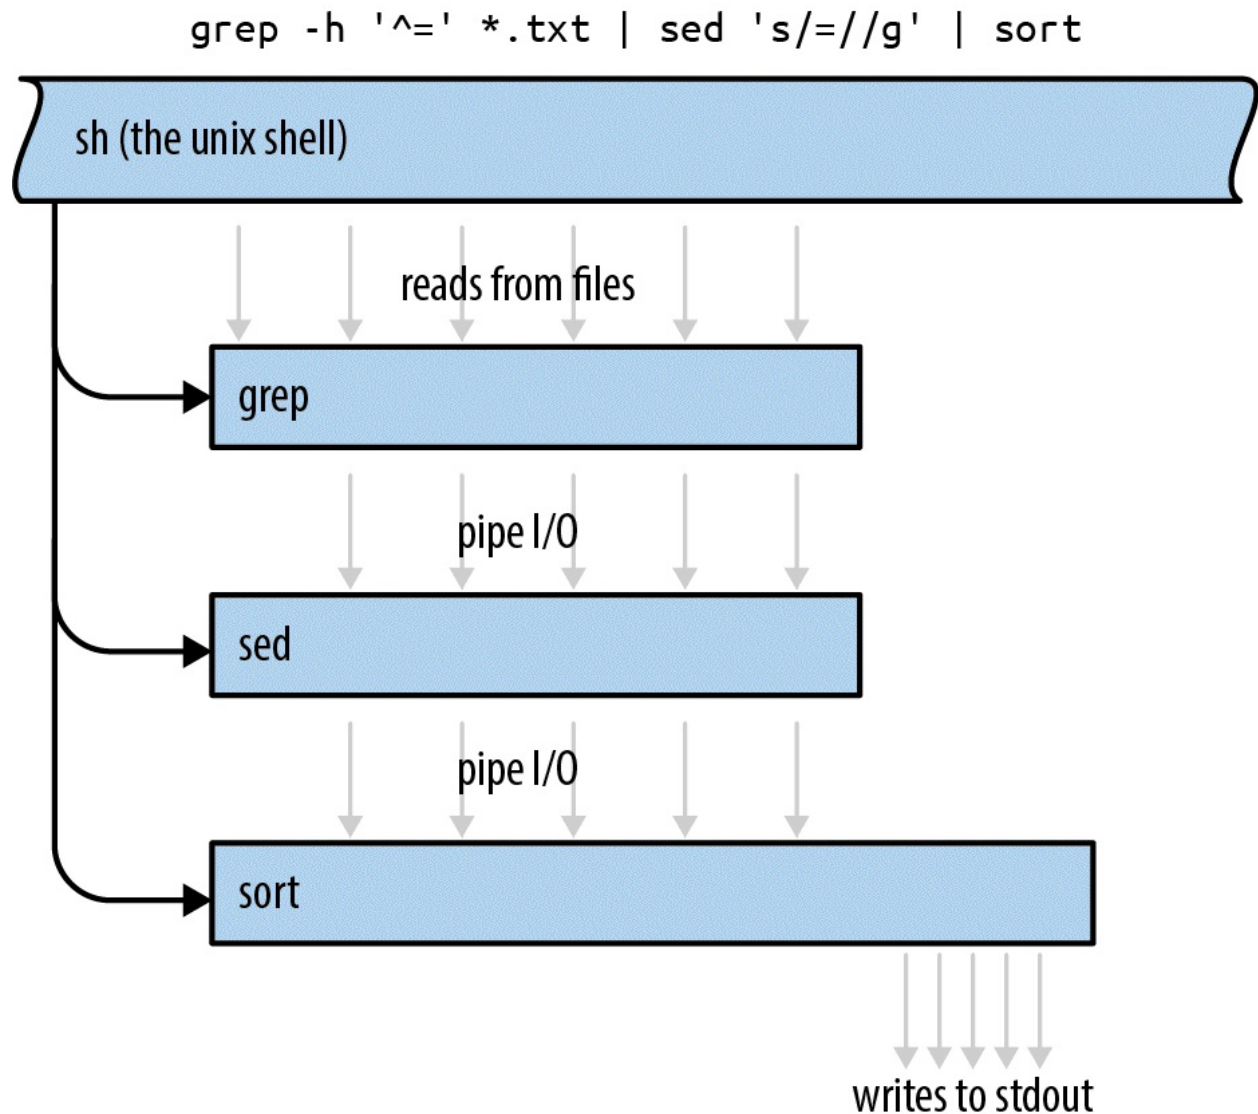 grep -h '^=' *.txt | sed 's/=//g' | sort
sh (the unix shell)
reads from files
grep
pipe I/O
sed
pipe I/O
sort
writes to stdout